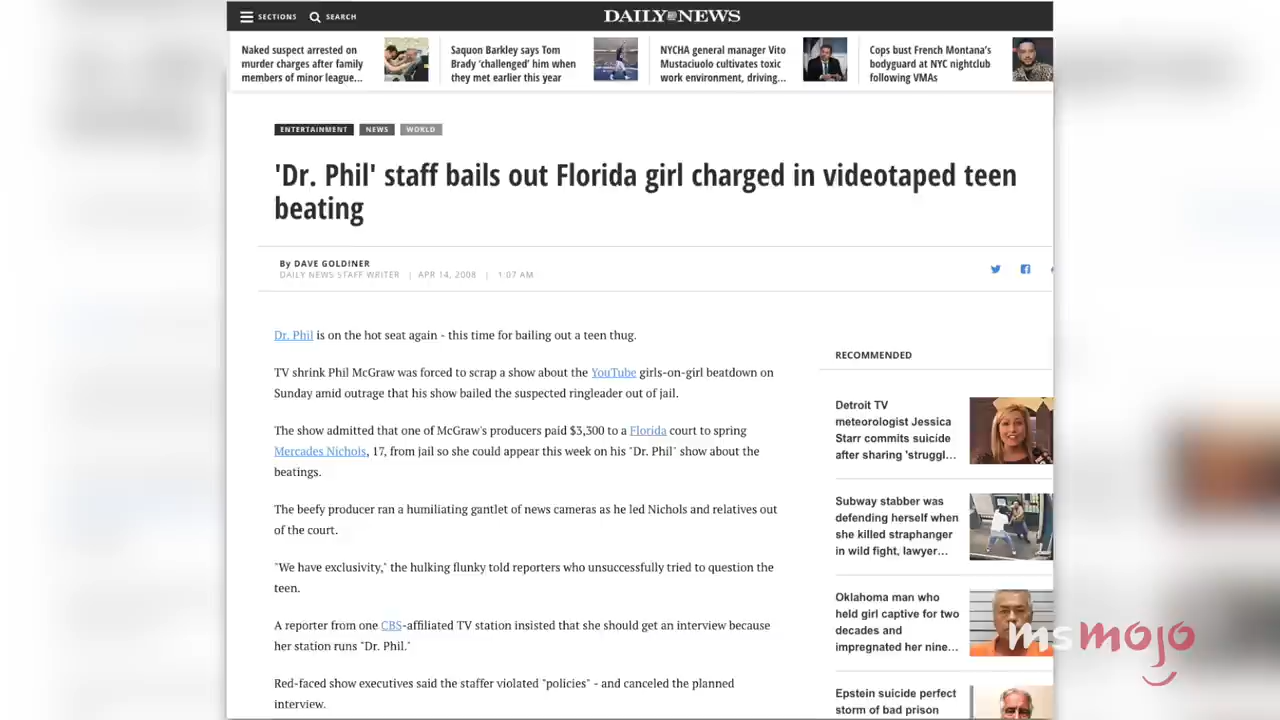 SECTIONS SEARCH DAILY NEWS
Naked suspect arrested on
murder charges after family
members of minor league...
Saquon Barkley says Tom
Brady 'challenged' him when
they met earlier this year
NYCHA general manager Vito
Mustaciuolo cultivates toxic
work environment, driving...
Cops bust French Montana's
bodyguard at NYC nightclub
following VMAs
ENTERTAINMENT NEWS WORLD
'Dr. Phil' staff bails out Florida girl charged in videotaped teen
beating
By DAVE GOLDINER
DAILY NEWS STAFF WRITER | APR 14, 2008 | 1:07 AM
Dr. Phil is on the hot seat again - this time for bailing out a teen thug.
TV shrink Phil McGraw was forced to scrap a show about the YouTube girls-on-girl beatdown on
Sunday amid outrage that his show bailed the suspected ringleader out of jail.
The show admitted that one of McGraw's producers paid $3,300 to a Florida court to spring
Mercades Nichols, 17, from jail so she could appear this week on his "Dr. Phil" show about the
beatings.
The beefy producer ran a humiliating gantlet of news cameras as he led Nichols and relatives out
of the court.
"We have exclusivity," the hulking flunky told reporters who unsuccessfully tried to question the
teen.
A reporter from one CBS-affiliated TV station insisted that she should get an interview because
her station runs "Dr. Phil."
Red-faced show executives said the staffer violated "policies" - and canceled the planned
interview.
RECOMMENDED
Detroit TV
meteorologist Jessica
Starr commits suicide
after sharing 'struggl...
Subway stabber was
defending herself when
she killed straphanger
in wild fight, lawyer...
Oklahoma man who
held girl captive for two
decades and
impregnated her nine...
Epstein suicide perfect
storm of bad prison
msmojo